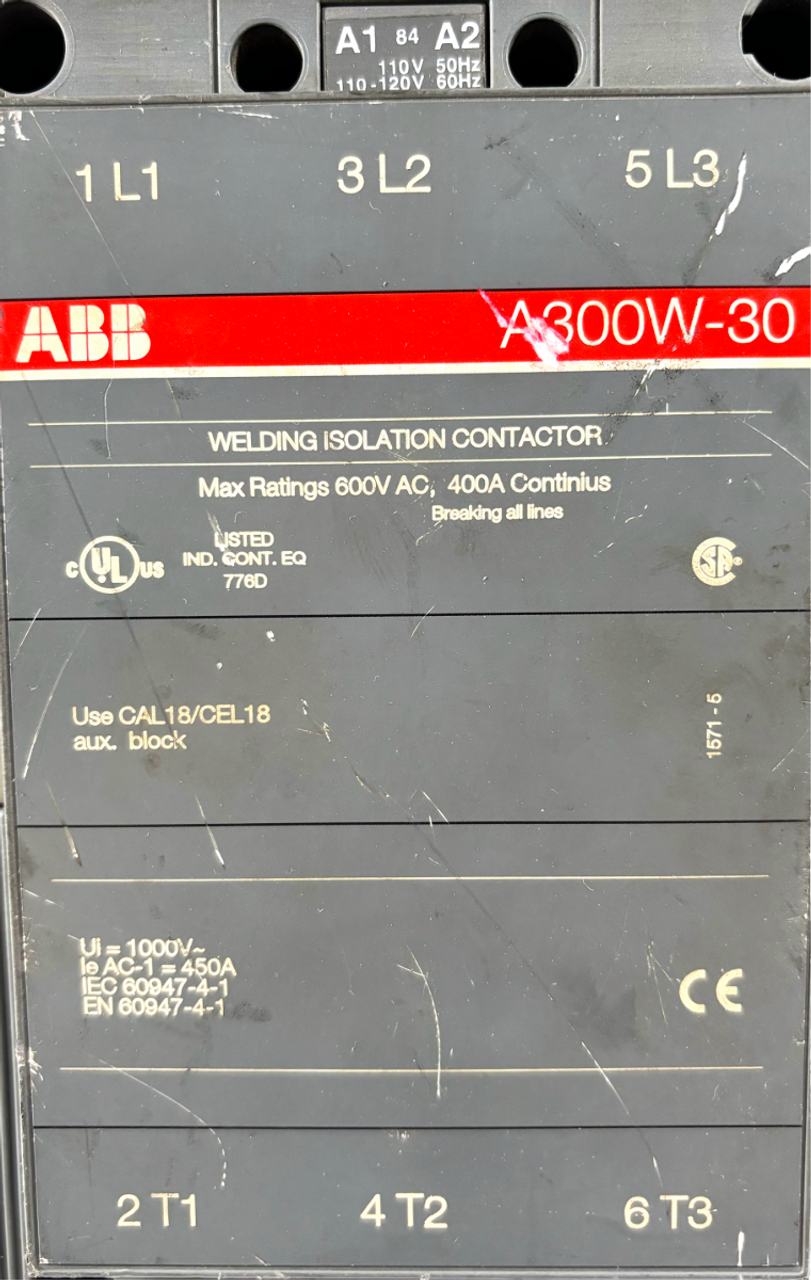 A1 84 A2
110V 50Hz
110-120V 60Hz
1 L1 3 L2 5 L3
ABB A300W-30
WELDING ISOLATION CONTACTOR
Max Ratings 600V AC, 400A Continius
Breaking all lines
c UL us
LISTED
IND. CONT. EQ
776D
SA
Use CAL18/CEL18
aux. block
1571-5
Ui = 1000V~
Ie AC-1 = 450A
IEC 60947-4-1
EN 60947-4-1
CE
2 T1 4 T2 6 T3